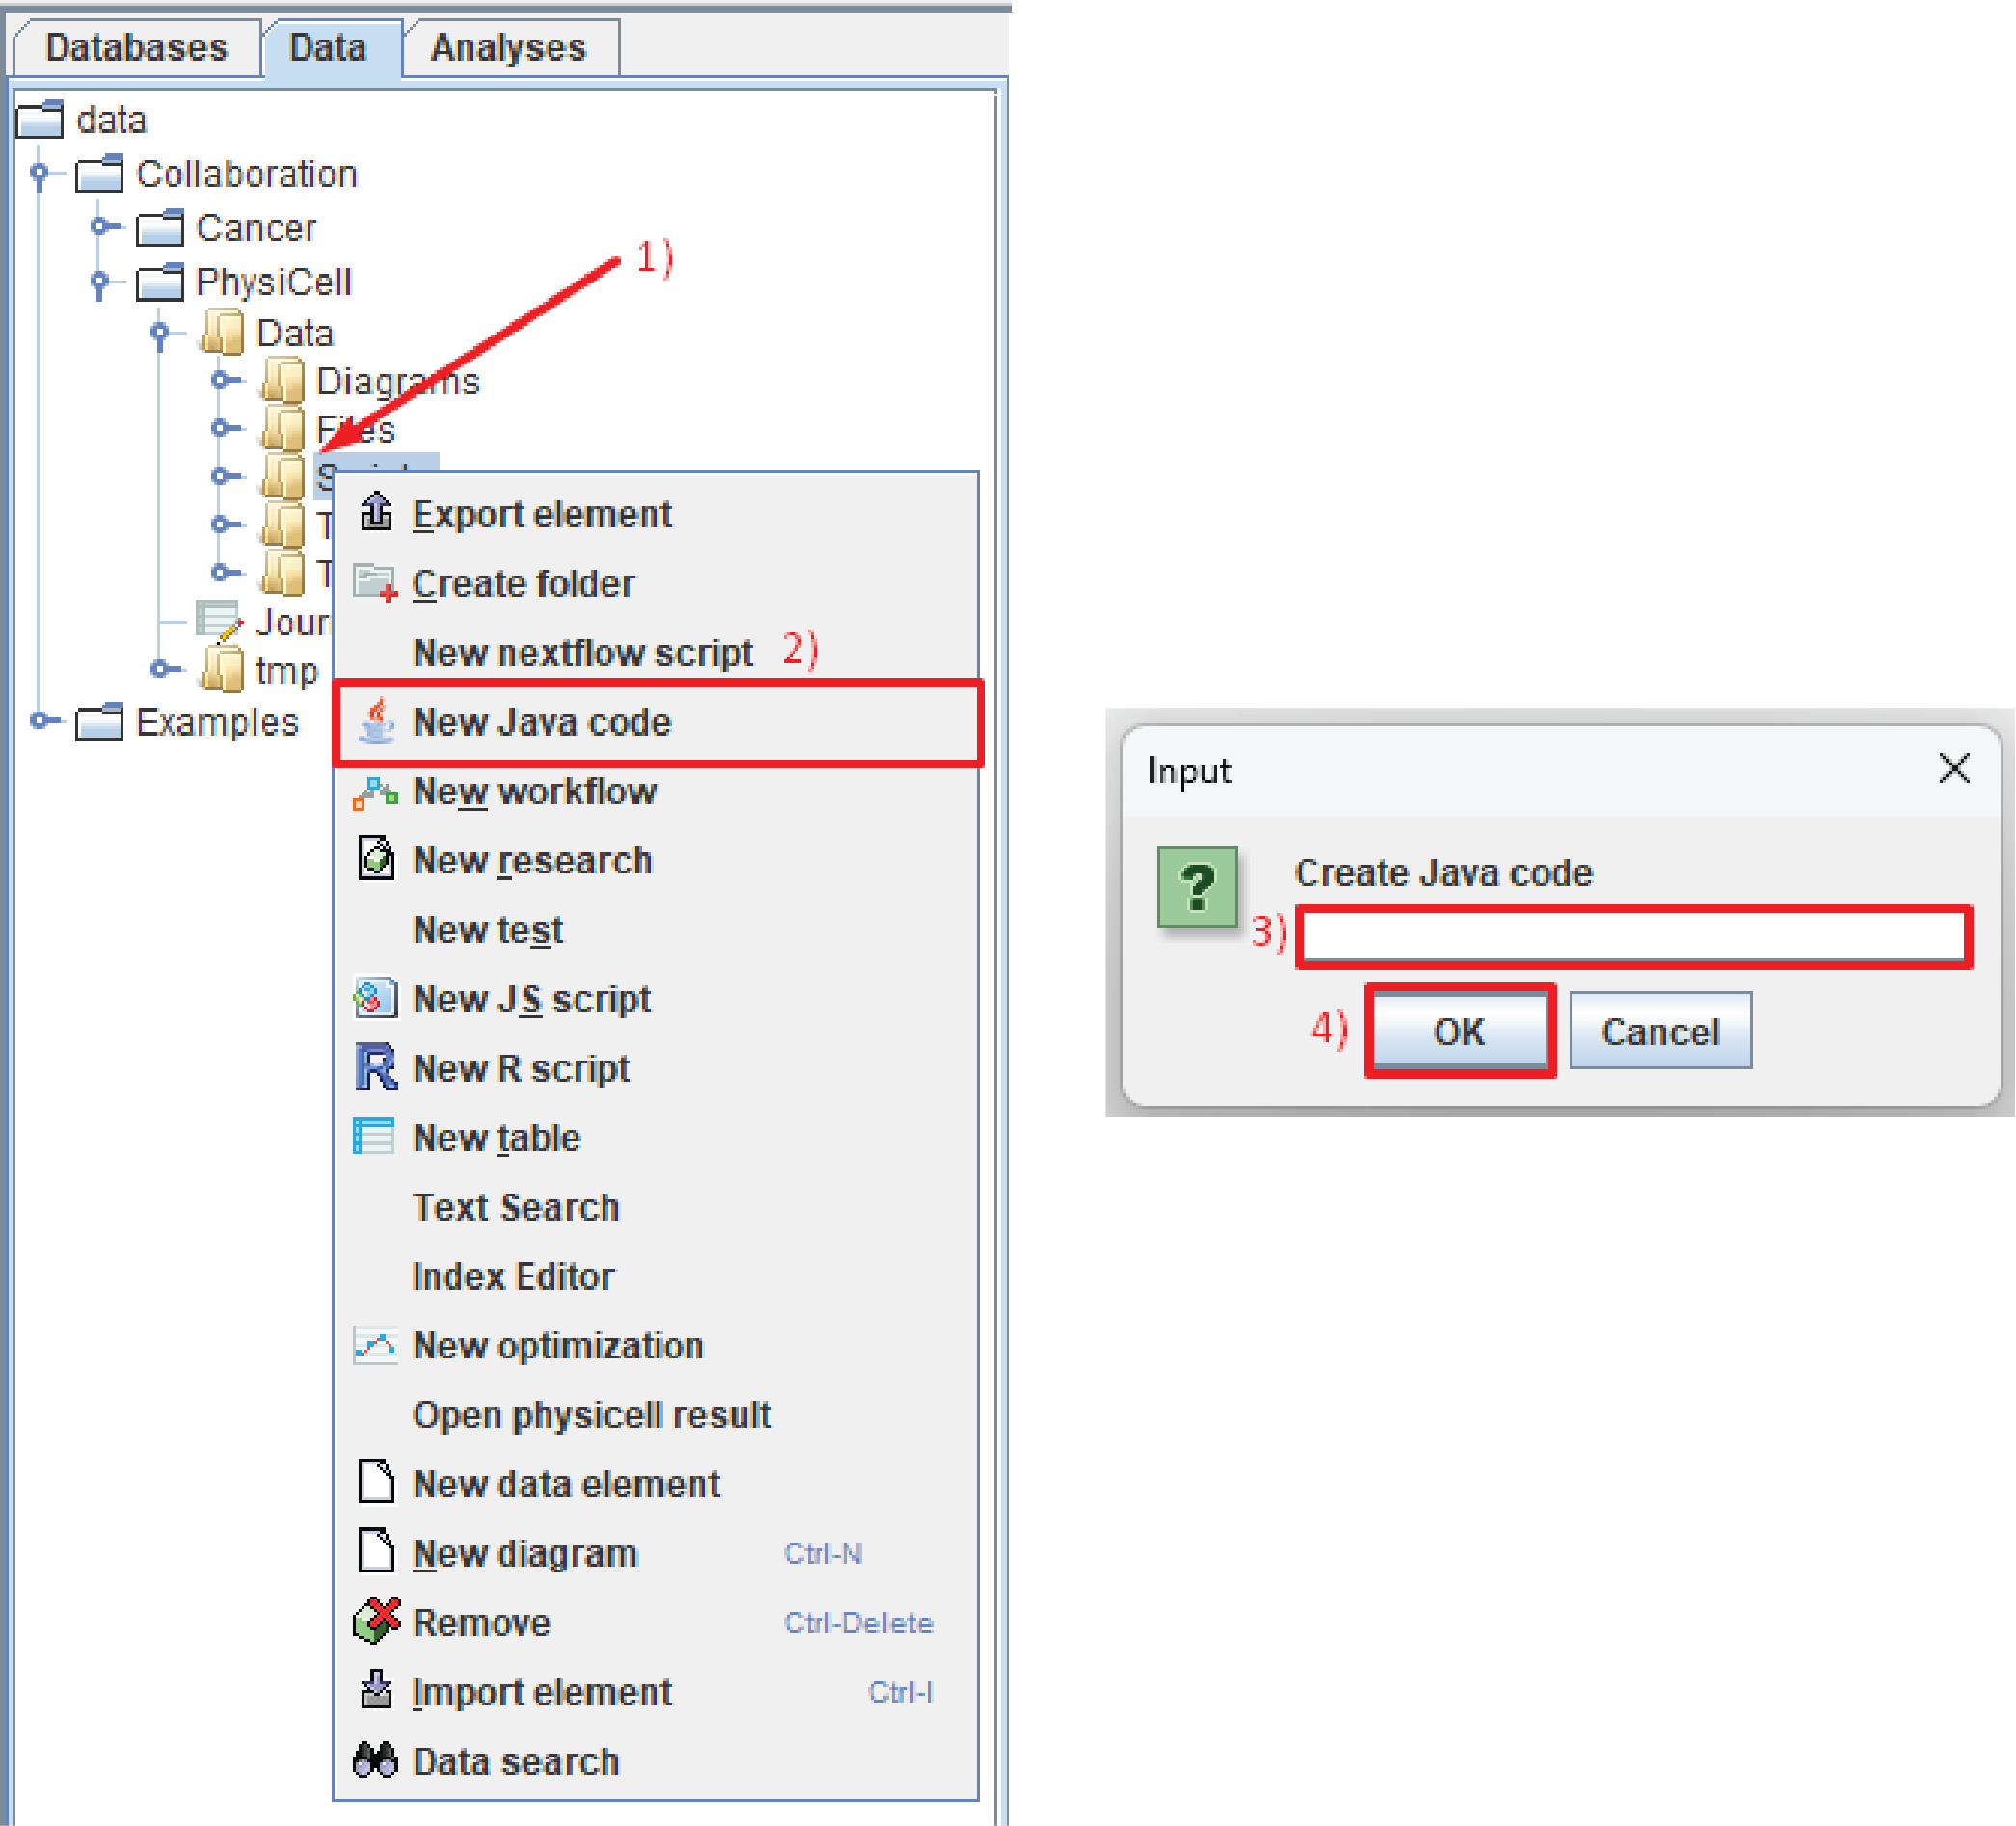 Databases Data Analyses
data
Collaboration
Cancer
1)
PhysiCell
Data
Diagrams
Files
Export element
Create folder
New nextflow script 2)
tmp
New Java code
Examples
New workflow
New research
New test
New JS script
New R script
New table
Text Search
Index Editor
New optimization
Open physicell result
New data element
New diagram Ctrl-N
Remove Ctrl-Delete
Import element Ctrl-I
Data search
Input
Create Java code
3)
4) OK Cancel